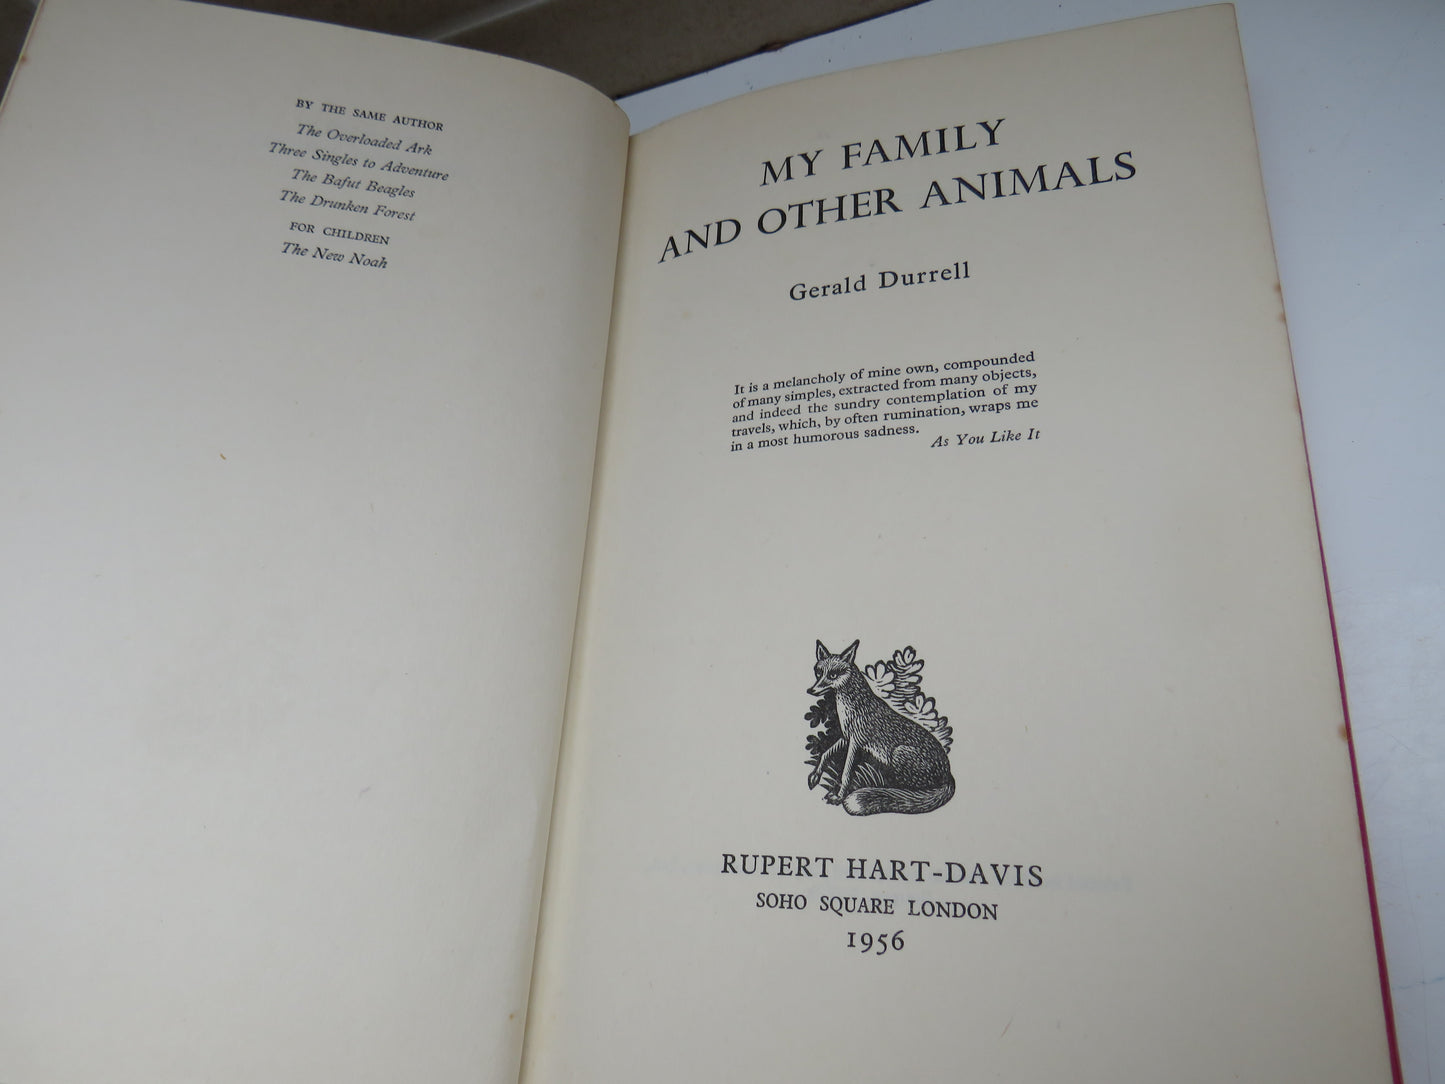 BY THE SAME AUTHOR
The Overloaded Ark
Three Singles to Adventure
The Bafut Beagles
The Drunken Forest
FOR CHILDREN
The New Noah
MY FAMILY
AND OTHER ANIMALS
Gerald Durrell
It is a melancholy of mine own, compounded
of many simples, extracted from many objects,
and indeed the sundry contemplation of my
travels, which, by often rumination, wraps me
in a most humorous sadness.
As You Like It
RUPERT HART-DAVIS
SOHO SQUARE LONDON
1956